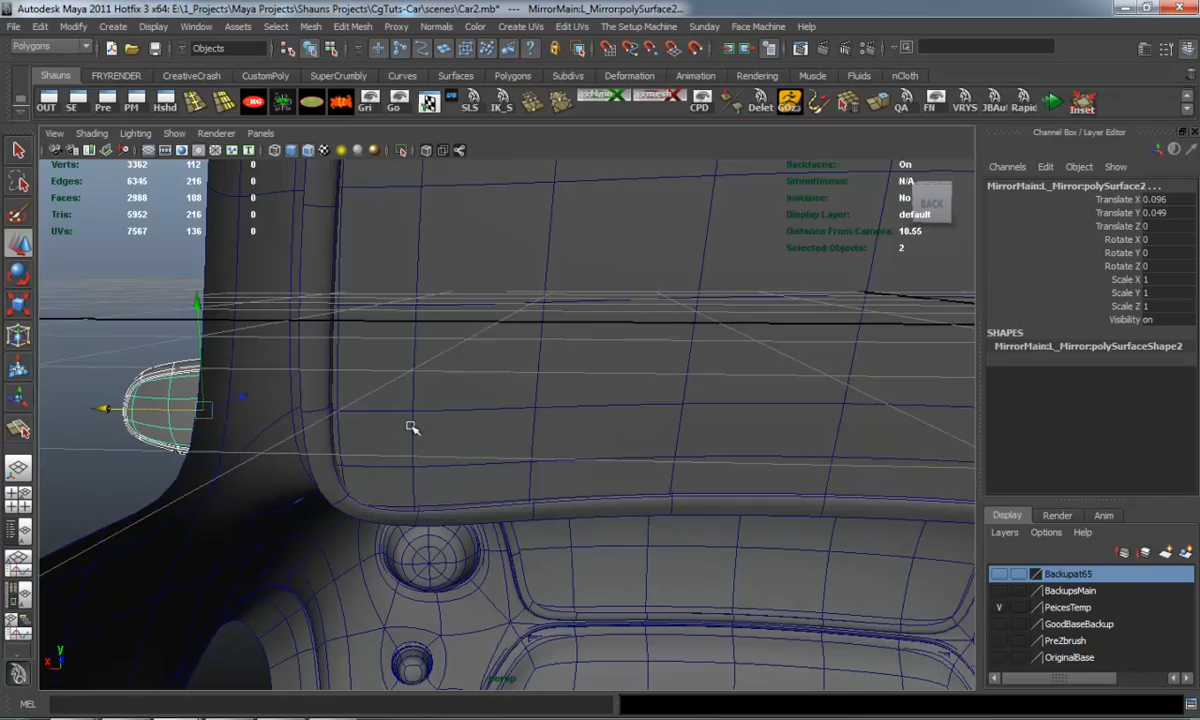 Autodesk Maya 2011 Hotfix 3 x64: E:\1_Projects\Maya Projects\Shauns Projects\CgTuts-Car\scenes\Car2.mb* --- MirrorMain:L_Mirror:polySurface2...
File Edit Modify Create Display Window Assets Select Mesh Edit Mesh Proxy Normals Color Create UVs Edit UVs The Setup Machine Sunday Face Machine Help
Polygons Objects
Shauns FRYRENDER CreativeCrash CustomPoly SuperCrumbly Curves Surfaces Polygons Subdivs Deformation Animation Rendering Muscle Fluids nCloth
OUT SE Pre PM Hshd Gri Go SLS IK_S CPD Delet GOZ QA FN VRYS JBAut Rapid Inset
View Shading Lighting Show Renderer Panels
Verts: 3362 112 0
Edges: 6345 216 0
Faces: 2988 108 0
Tris: 5952 216 0
UVs: 7567 136 0
Backfaces: On
Smoothness: N/A
Instance: No
Display Layer: default
Distance From Camera: 10.55
Selected Objects: 2
BACK
persp
y
x
Channel Box / Layer Editor
Channels Edit Object Show
MirrorMain:L_Mirror:polySurface2 . . .
Translate X 0.096
Translate Y 0.049
Translate Z 0
Rotate X 0
Rotate Y 0
Rotate Z 0
Scale X 1
Scale Y 1
Scale Z 1
Visibility on
SHAPES
MirrorMain:L_Mirror:polySurfaceShape2
Display Render Anim
Layers Options Help
Backupat65
BackupsMain
V PeicesTemp
GoodBaseBackup
PreZbrush
OriginalBase
MEL